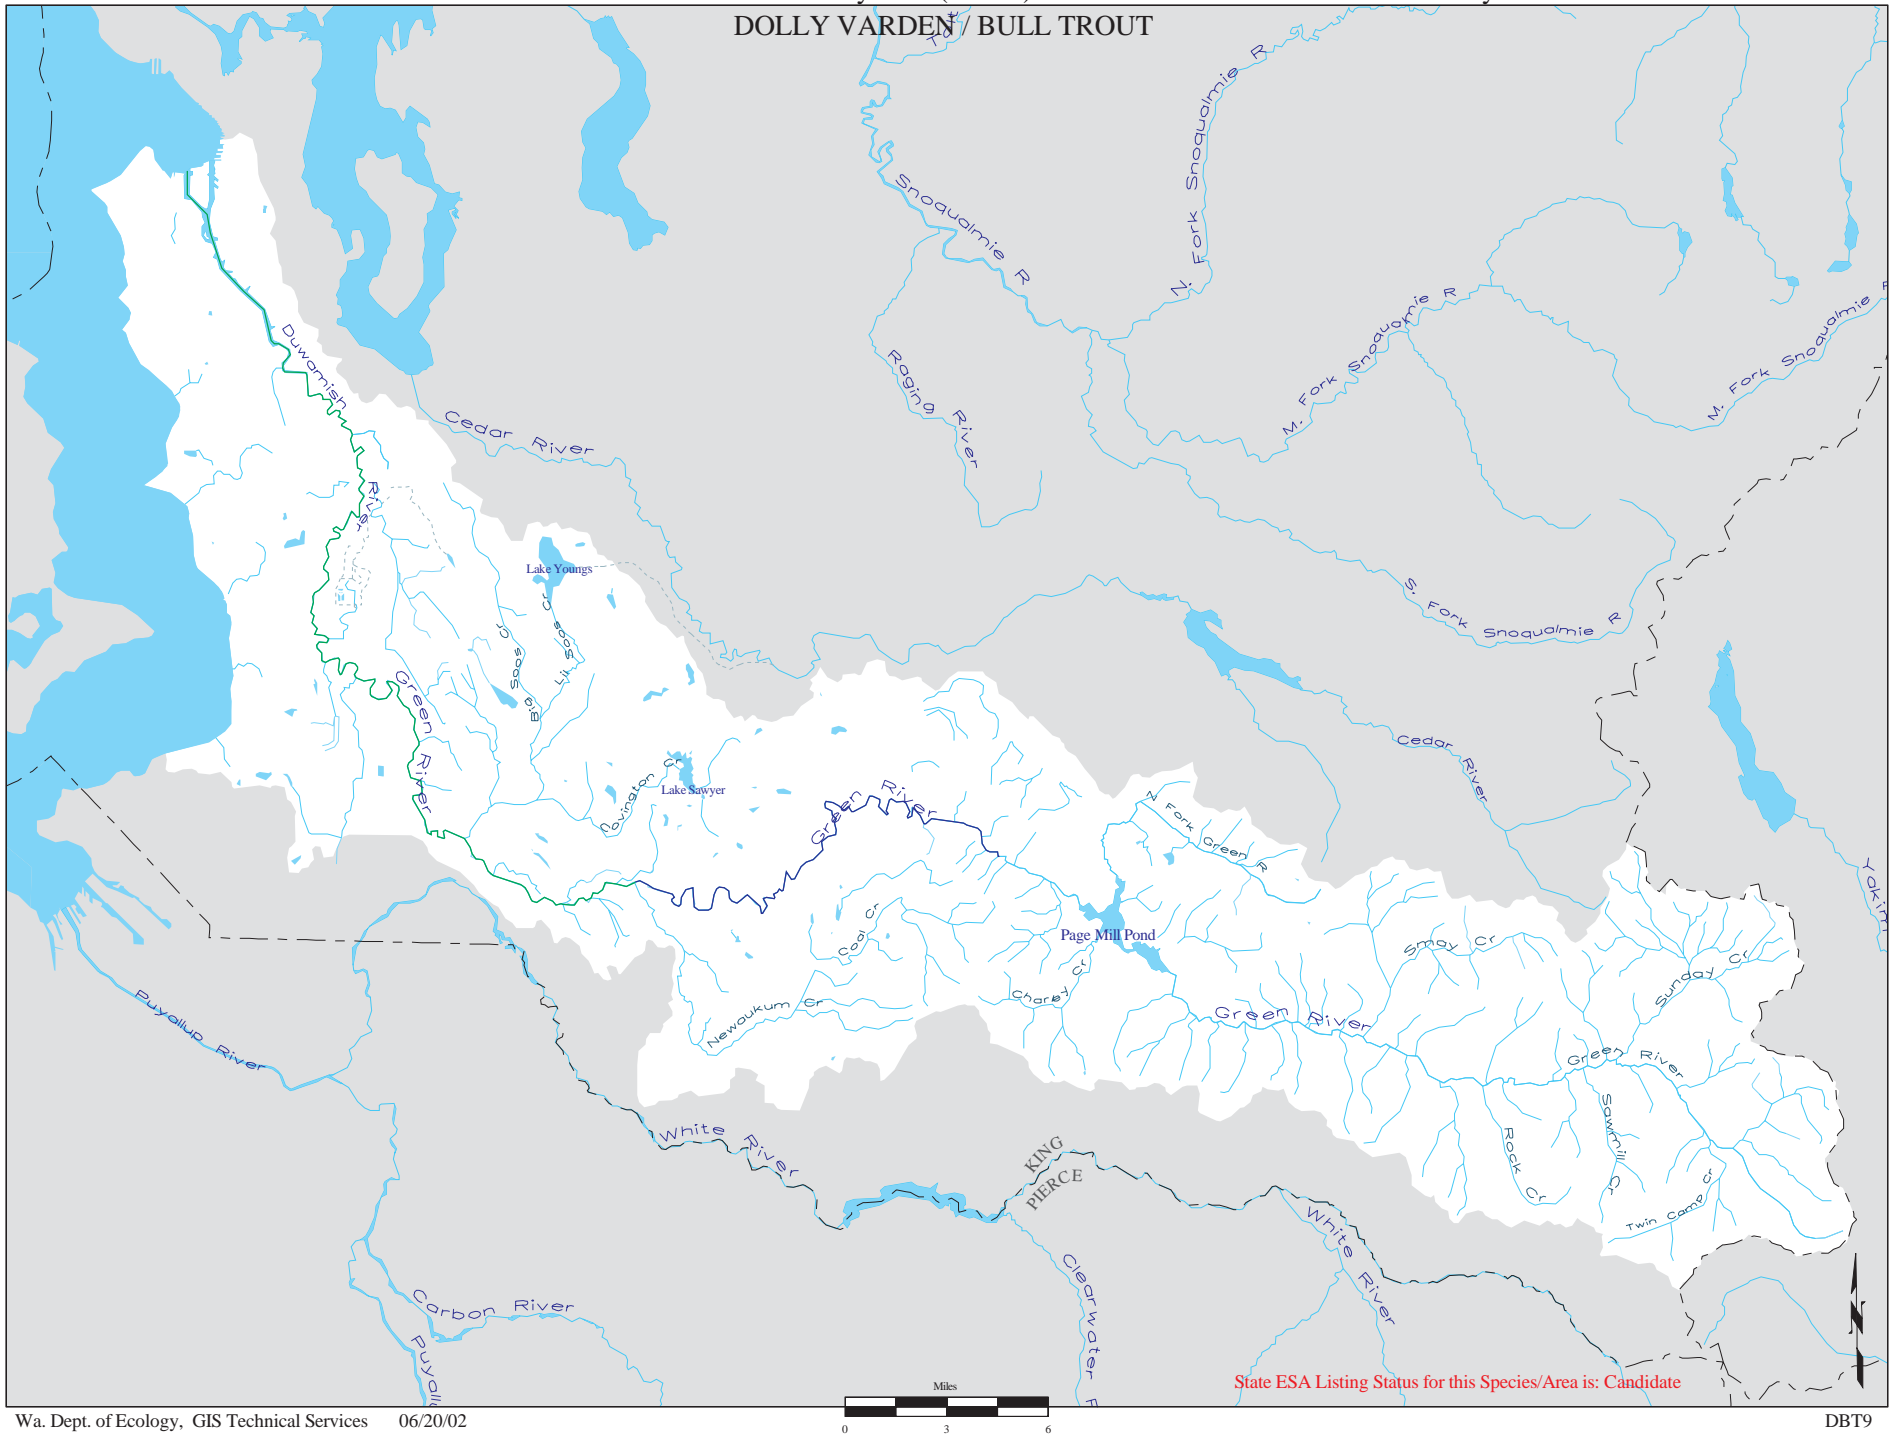 DOLLY VARDEN / BULL TROUT
Snoqualmie R
N. Fork Snoqualmie R
M. Fork Snoqualmie R
M. Fork Snoqualmie R
Raging River
Duwamish
River
Cedar River
Lake Youngs
S. Fork Snoqualmie R
Big Soos Cr
Lit Soos Cr
Green River
Covington Cr
Lake Sawyer
Green River
N Fork Green R
Cedar River
Coal Cr
Page Mill Pond
Smay Cr
Sunday Cr
Charley Cr
Newaukum Cr
Green River
Green River
Puyallup River
White River
Rock Cr
Sawmill Cr
Twin Camp Cr
KING
PIERCE
White River
Clearwater
Carbon River
State ESA Listing Status for this Species/Area is: Candidate
N
Miles
0 3 6
Wa. Dept. of Ecology, GIS Technical Services 06/20/02
DBT9